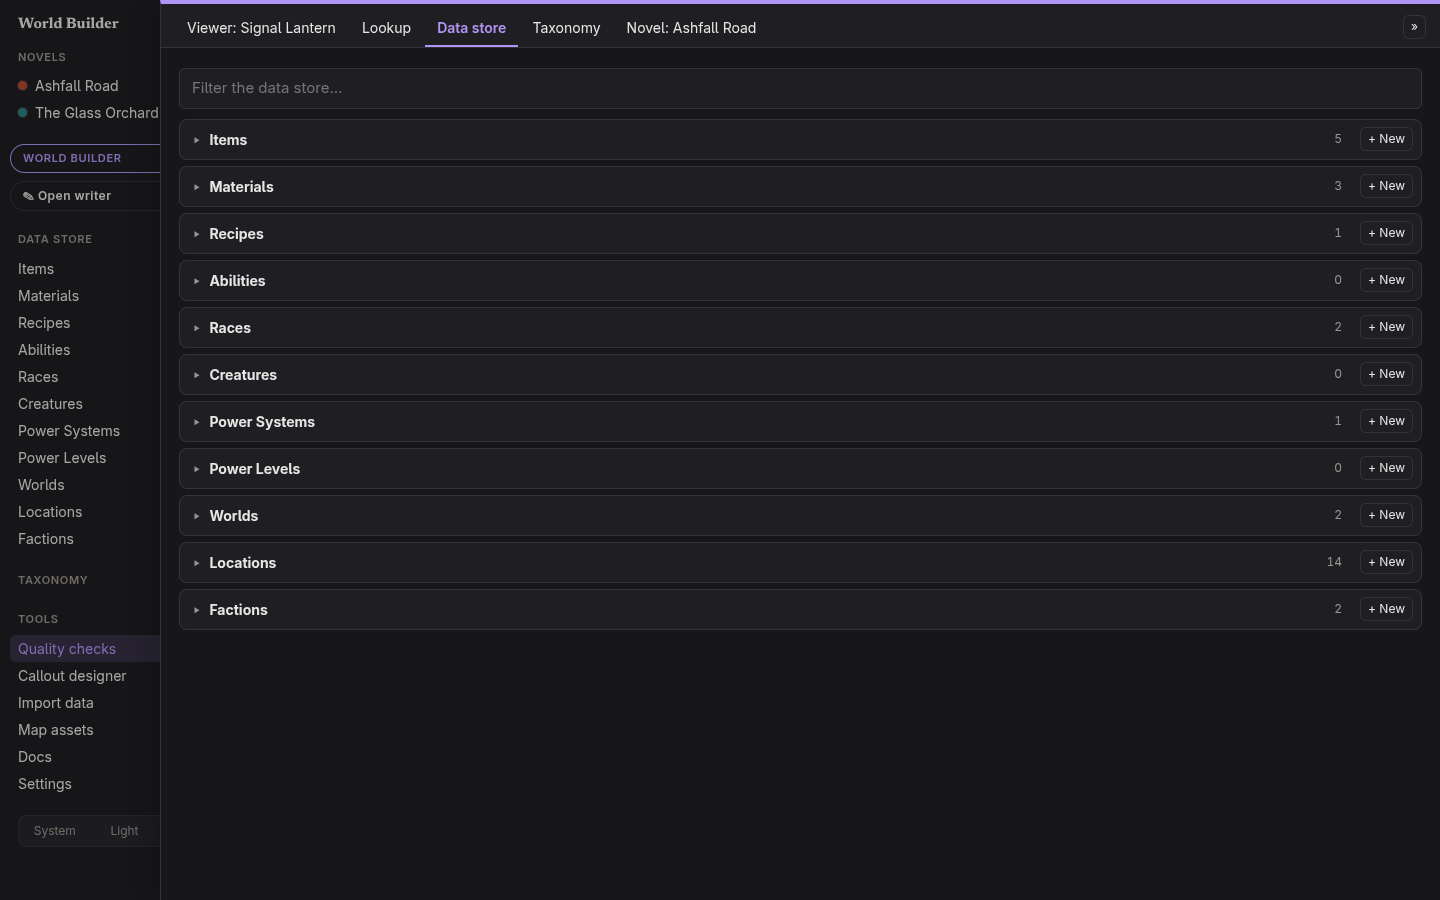 World Builder
NOVELS
Ashfall Road
The Glass Orchard
WORLD BUILDER
✎ Open writer
DATA STORE
Items
Materials
Recipes
Abilities
Races
Creatures
Power Systems
Power Levels
Worlds
Locations
Factions
TAXONOMY
TOOLS
Quality checks
Callout designer
Import data
Map assets
Docs
Settings
System Light
Viewer: Signal Lantern Lookup Data store Taxonomy Novel: Ashfall Road »
Filter the data store...
▸ Items 5 + New
▸ Materials 3 + New
▸ Recipes 1 + New
▸ Abilities 0 + New
▸ Races 2 + New
▸ Creatures 0 + New
▸ Power Systems 1 + New
▸ Power Levels 0 + New
▸ Worlds 2 + New
▸ Locations 14 + New
▸ Factions 2 + New